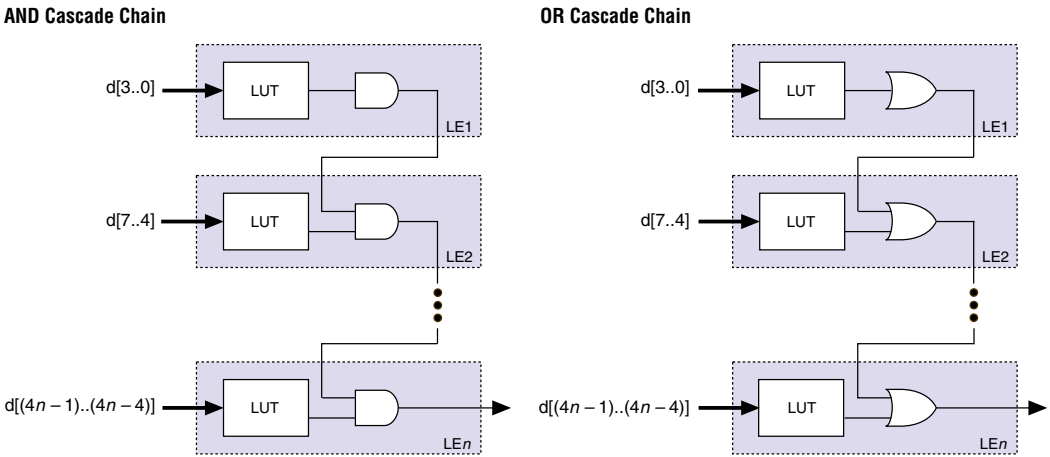 AND Cascade Chain
d[3..0]
LUT
LE1
d[7..4]
LUT
LE2
d[(4n – 1)..(4n – 4)]
LUT
LEn
OR Cascade Chain
d[3..0]
LUT
LE1
d[7..4]
LUT
LE2
d[(4n – 1)..(4n – 4)]
LUT
LEn